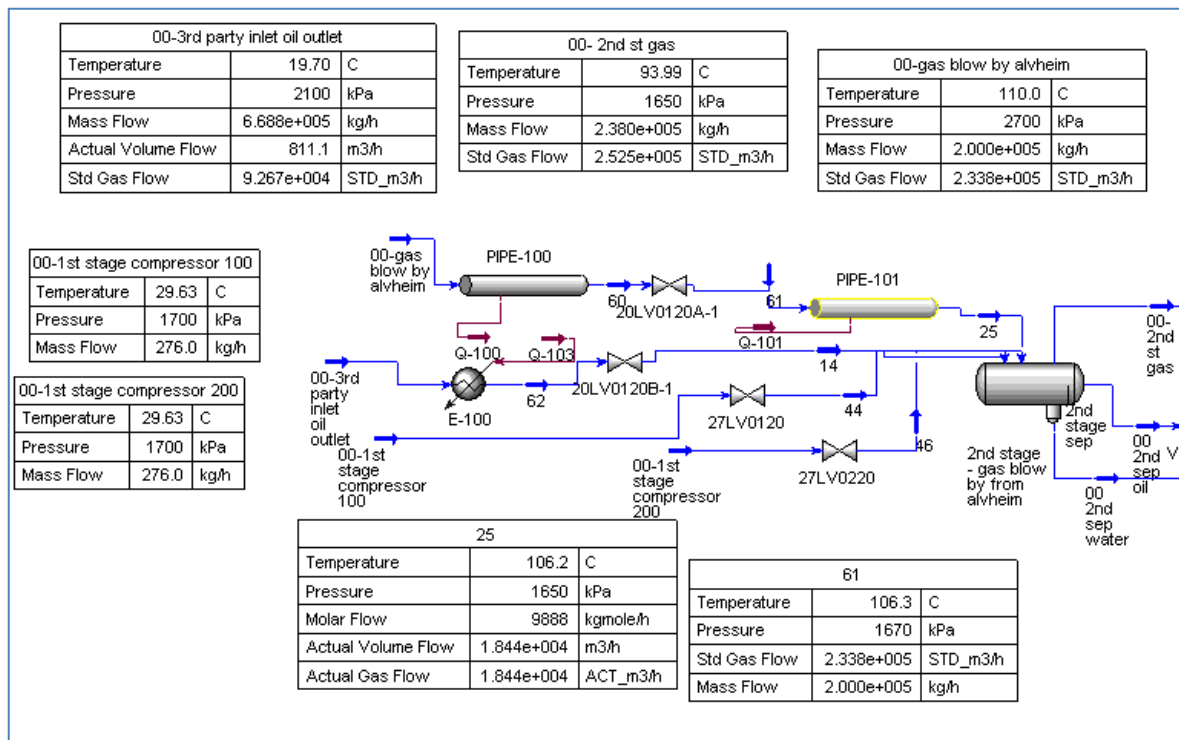 00-3rd party inlet oil outlet
Temperature 19.70 C
Pressure 2100 kPa
Mass Flow 6.688e+005 kg/h
Actual Volume Flow 811.1 m3/h
Std Gas Flow 9.267e+004 STD_m3/h
00- 2nd st gas
Temperature 93.99 C
Pressure 1650 kPa
Mass Flow 2.380e+005 kg/h
Std Gas Flow 2.525e+005 STD_m3/h
00-gas blow by alvheim
Temperature 110.0 C
Pressure 2700 kPa
Mass Flow 2.000e+005 kg/h
Std Gas Flow 2.338e+005 STD_m3/h
00-1st stage compressor 100
Temperature 29.63 C
Pressure 1700 kPa
Mass Flow 276.0 kg/h
00-1st stage compressor 200
Temperature 29.63 C
Pressure 1700 kPa
Mass Flow 276.0 kg/h
00-gas
blow by
alvheim
PIPE-100
60
20LV0120A-1
61
PIPE-101
25
Q-100
Q-103
Q-101
00-3rd
party
inlet
oil
outlet
E-100
62
20LV0120B-1
14
27LV0120
44
00-1st
stage
compressor
100
00-1st
stage
compressor
200
27LV0220
46
2nd stage
- gas blow
by from
alvheim
2nd
stage
sep
00-
2nd
st
gas
00
2nd
sep
oil
V
00
2nd
sep
water
25
Temperature 106.2 C
Pressure 1650 kPa
Molar Flow 9888 kgmole/h
Actual Volume Flow 1.844e+004 m3/h
Actual Gas Flow 1.844e+004 ACT_m3/h
61
Temperature 106.3 C
Pressure 1670 kPa
Std Gas Flow 2.338e+005 STD_m3/h
Mass Flow 2.000e+005 kg/h